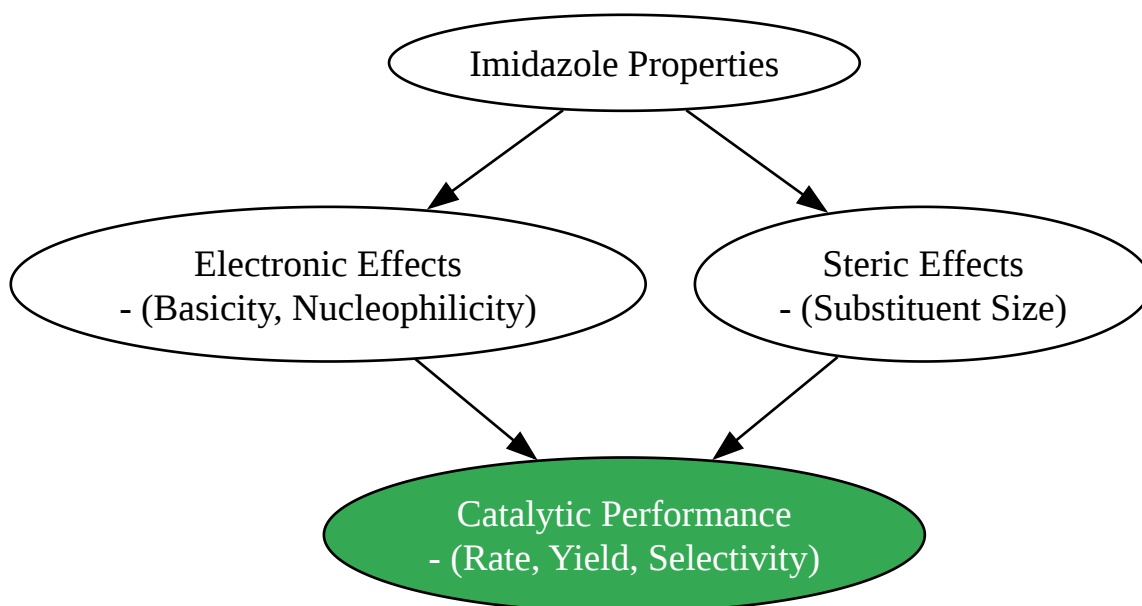 Imidazole Properties
Electronic Effects
- (Basicity, Nucleophilicity)
Steric Effects
- (Substituent Size)
Catalytic Performance
- (Rate, Yield, Selectivity)